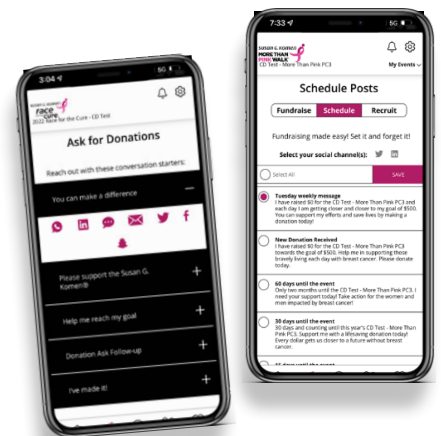 3:04
5G
SUSAN G. KOMEN
race
for the
cure.
2022 Race for the Cure - CD Test
Ask for Donations
Reach out with these conversation starters:
You can make a difference
Please support the Susan G.
Komen®
Help me reach my goal
Donation Ask Follow-up
I've made it!
7:33
5G
SUSAN G. KOMEN
MORE THAN
PINK WALK
CD Test - More Than Pink PC3
My Events
Schedule Posts
Fundraise
Schedule
Recruit
Fundraising made easy! Set it and forget it!
Select your social channel(s):
Select All
SAVE
Tuesday weekly message
I have raised $0 for the CD Test - More Than Pink PC3 and
each day I am getting closer and closer to my goal of $500.
You can support my efforts and save lives by making a
donation today!
New Donation Received
I have raised $0 for the CD Test - More Than Pink PC3
towards the goal of $500. Help me in supporting those
bravely living each day with breast cancer. Please donate
today.
60 days until the event
Only two months until the CD Test - More Than Pink PC3. I
need your support today! Take action for the women and
men impacted by breast cancer!
30 days until the event
30 days and counting until this year's CD Test - More Than
Pink PC3. Support me with a lifesaving donation today!
Every dollar gets us closer to a future without breast
cancer.
days until the event